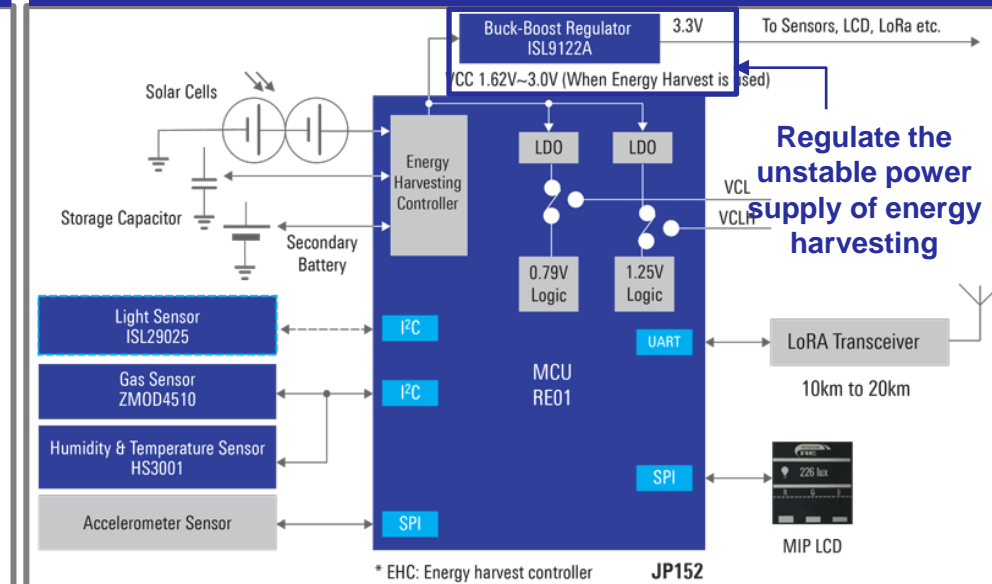 Buck-Boost Regulator
ISL9122A
3.3V
To Sensors, LCD, LoRa etc.
VCC 1.62V~3.0V (When Energy Harvest is used)
Solar Cells
Energy
Harvesting
Controller
LDO
LDO
Regulate the
unstable power
supply of energy
harvesting
VCL
VCLH
Storage Capacitor
Secondary
Battery
0.79V
Logic
1.25V
Logic
Light Sensor
ISL29025
I²C
UART
LoRA Transceiver
10km to 20km
Gas Sensor
ZMOD4510
I²C
MCU
RE01
Humidity & Temperature Sensor
HS3001
SPI
226 lux
MIP LCD
Accelerometer Sensor
SPI
* EHC: Energy harvest controller
JP152